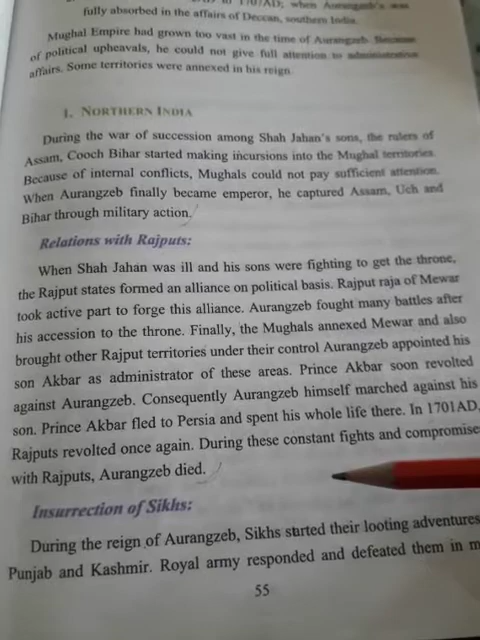 to 1707AD; when Aurangzeb's was
fully absorbed in the affairs of Deccan, southern India.
Mughal Empire had grown too vast in the time of Aurangzeb. Because
of political upheavals, he could not give full attention to administrative
affairs. Some territories were annexed in his reign.
1. NORTHERN INDIA
During the war of succession among Shah Jahan's sons, the rulers of
Assam, Cooch Bihar started making incursions into the Mughal territories.
Because of internal conflicts, Mughals could not pay sufficient attention.
When Aurangzeb finally became emperor, he captured Assam, Uch and
Bihar through military action.
Relations with Rajputs:
When Shah Jahan was ill and his sons were fighting to get the throne,
the Rajput states formed an alliance on political basis. Rajput raja of Mewar
took active part to forge this alliance. Aurangzeb fought many battles after
his accession to the throne. Finally, the Mughals annexed Mewar and also
brought other Rajput territories under their control Aurangzeb appointed his
son Akbar as administrator of these areas. Prince Akbar soon revolted
against Aurangzeb. Consequently Aurangzeb himself marched against his
son. Prince Akbar fled to Persia and spent his whole life there. In 1701AD,
Rajputs revolted once again. During these constant fights and compromise
with Rajputs, Aurangzeb died.
Insurrection of Sikhs:
During the reign of Aurangzeb, Sikhs started their looting adventures
Punjab and Kashmir. Royal army responded and defeated them in m
55